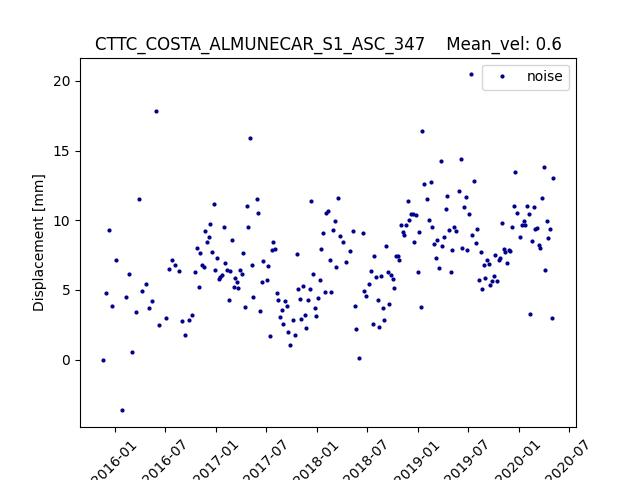 CTTC_COSTA_ALMUNECAR_S1_ASC_347    Mean_vel: 0.6
noise
Displacement [mm]
20
15
10
5
0
2016-01 2016-07 2017-01 2017-07 2018-01 2018-07 2019-01 2019-07 2020-01 2020-07